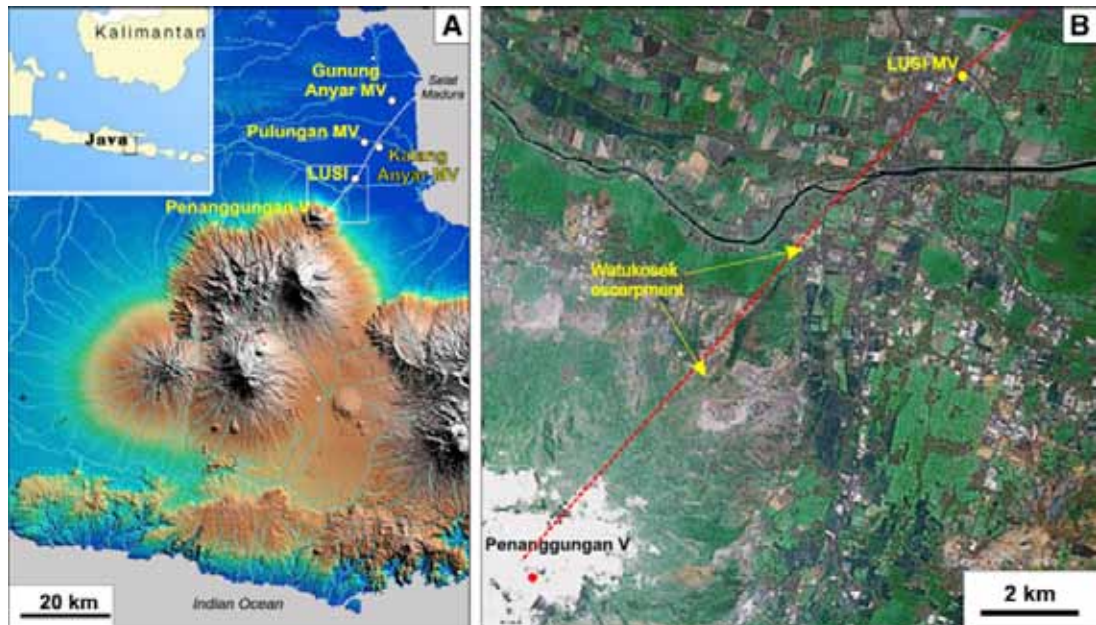 A
Kalimantan
Java
Gunung
Anyar MV
Selat
Madura
Pulungan MV
Kalang
Anyar MV
LUSI
Penanggungan V
20 km
Indian Ocean
B
LUSI MV
Watukosek
escarpment
Penanggungan V
2 km